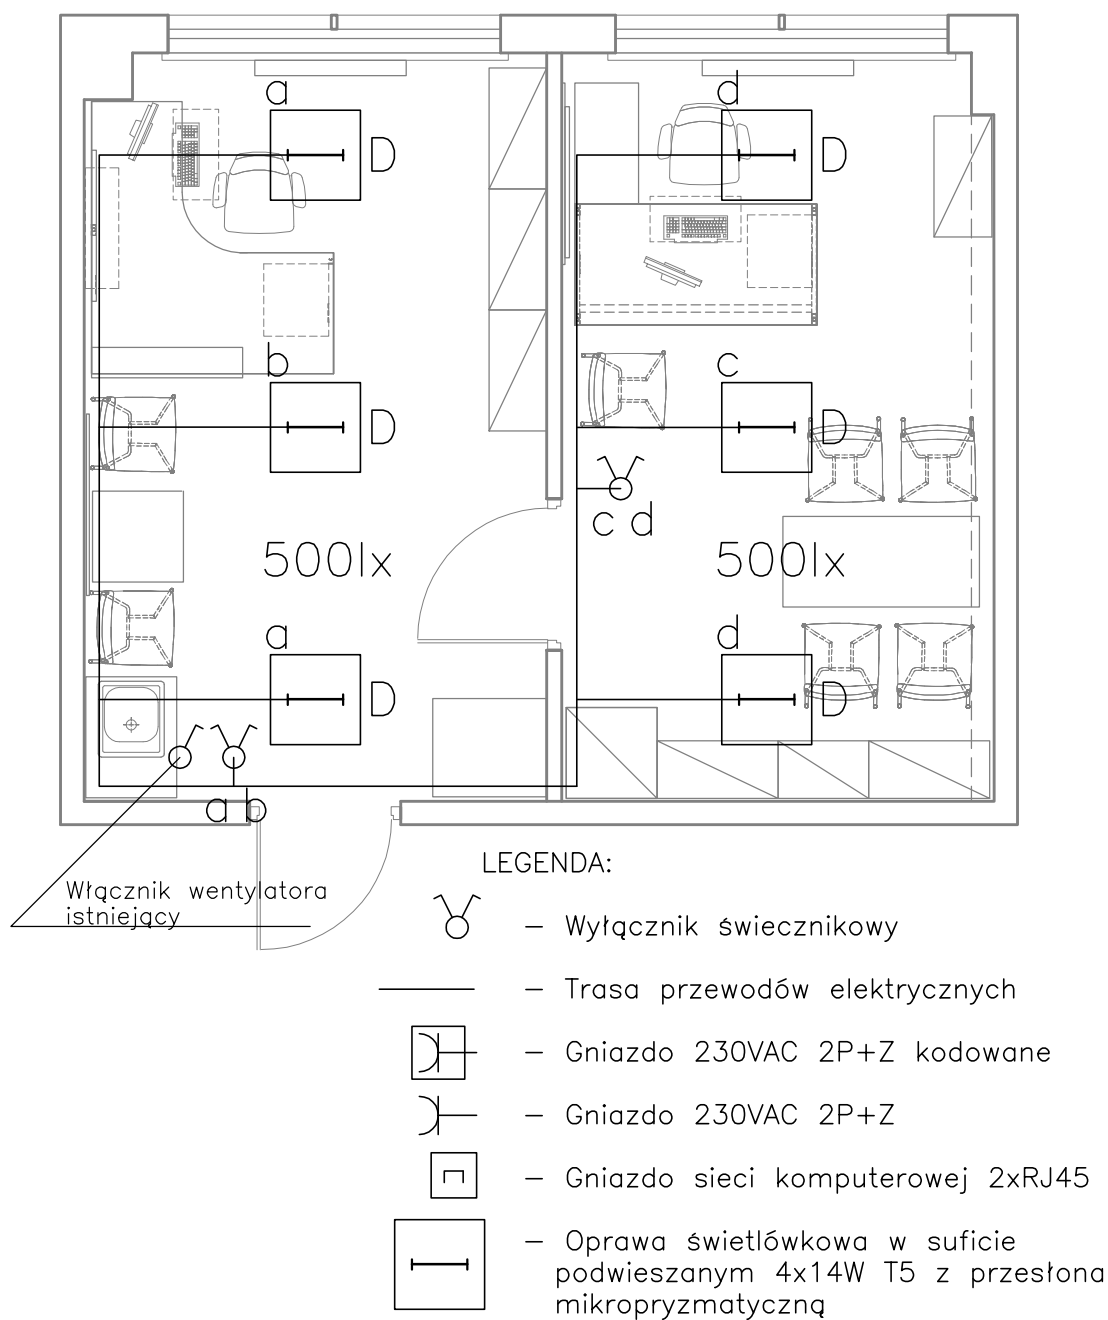 a d
D D
b c
D D
c d
500lx 500lx
a d
D D
a b
Włącznik wentylatora
istniejący
LEGENDA:
– Wyłącznik świecznikowy
– Trasa przewodów elektrycznych
– Gniazdo 230VAC 2P+Z kodowane
– Gniazdo 230VAC 2P+Z
– Gniazdo sieci komputerowej 2xRJ45
– Oprawa świetlówkowa w suficie
podwieszanym 4x14W T5 z przesłona
mikropryzmatyczną